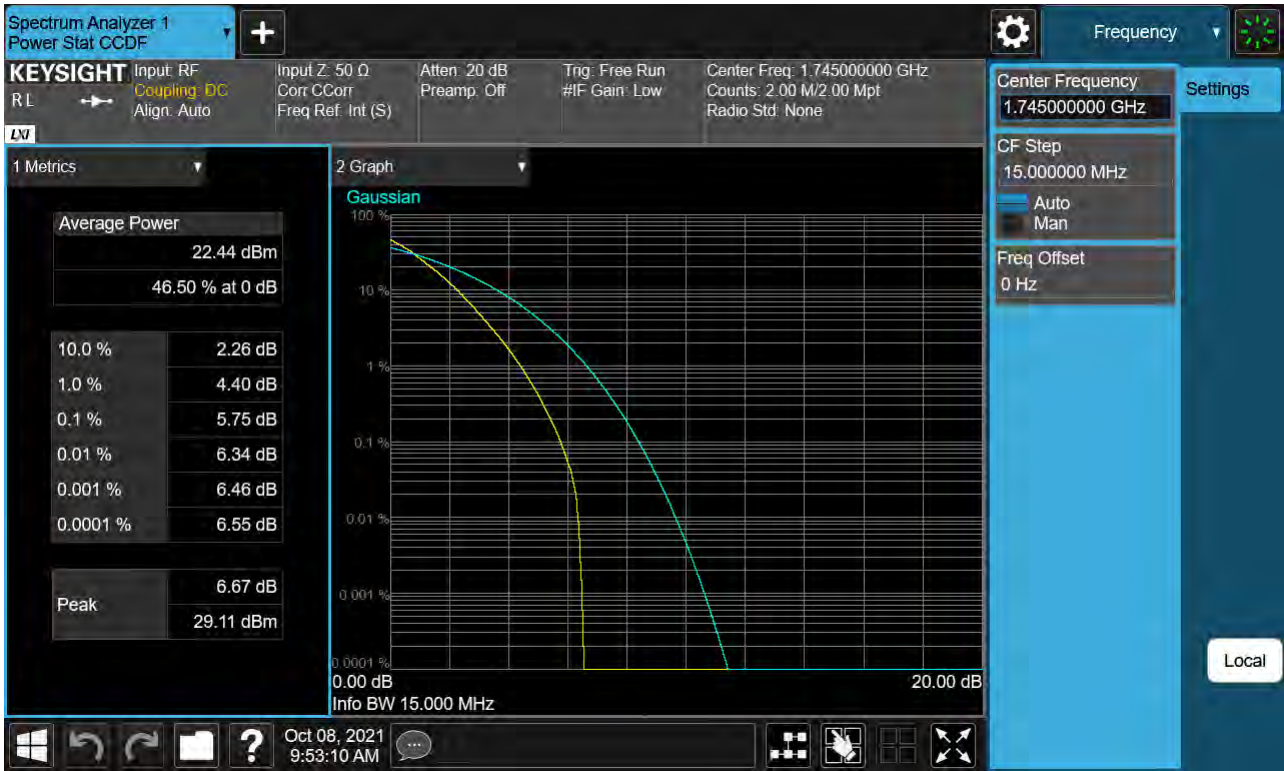 Spectrum Analyzer 1
Power Stat CCDF
Frequency
KEYSIGHT
RL
LXI
Input: RF
Coupling: DC
Align: Auto
Input Z: 50 Ω
Corr CCorr
Freq Ref: Int (S)
Atten: 20 dB
Preamp: Off
Trig: Free Run
#IF Gain: Low
Center Freq: 1.745000000 GHz
Counts: 2.00 M/2.00 Mpt
Radio Std: None
1 Metrics
Average Power
22.44 dBm
46.50 % at 0 dB
10.0 % 2.26 dB
1.0 % 4.40 dB
0.1 % 5.75 dB
0.01 % 6.34 dB
0.001 % 6.46 dB
0.0001 % 6.55 dB
Peak
6.67 dB
29.11 dBm
2 Graph
Gaussian
100 %
10 %
1 %
0.1 %
0.01 %
0.001 %
0.0001 %
0.00 dB 20.00 dB
Info BW 15.000 MHz
Center Frequency
1.745000000 GHz
CF Step
15.000000 MHz
Auto
Man
Freq Offset
0 Hz
Settings
Local
?
Oct 08, 2021
9:53:10 AM